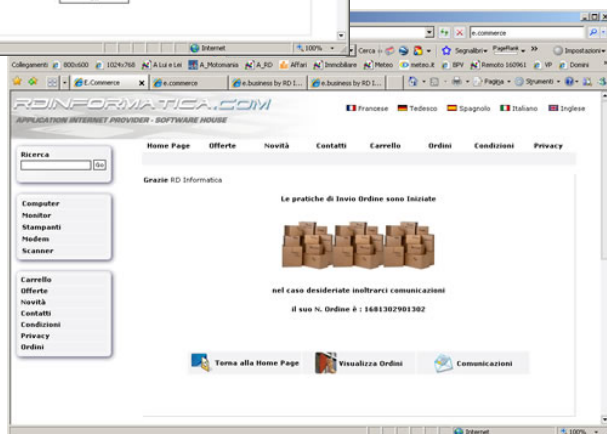 Internet 100%
e.commerce
Cerca Segnalibri PageRank Impostazioni
Collegamenti 800x600 1024x768 A Lui e Lei A_Motomania A_RD Affari Immobiliare Meteo meteo.it BPV Remoto 160961 VP Domini
E.Commerce e.commerce e.business by RD I... e.business by RD I... Pagina Strumenti
RDINFORMATICA.COM
APPLICATION INTERNET PROVIDER - SOFTWARE HOUSE
Francese Tedesco Spagnolo Italiano Inglese
Home Page Offerte Novità Contatti Carrello Ordini Condizioni Privacy
Ricerca
Go
Computer
Monitor
Stampanti
Modem
Scanner
Carrello
Offerte
Novità
Contatti
Condizioni
Privacy
Ordini
Grazie RD Informatica
Le pratiche di Invio Ordine sono Iniziate
nel caso desideriate inoltrarci comunicazioni
il suo N. Ordine è : 1681302901302
Torna alla Home Page Visualizza Ordini Comunicazioni
Internet 100%